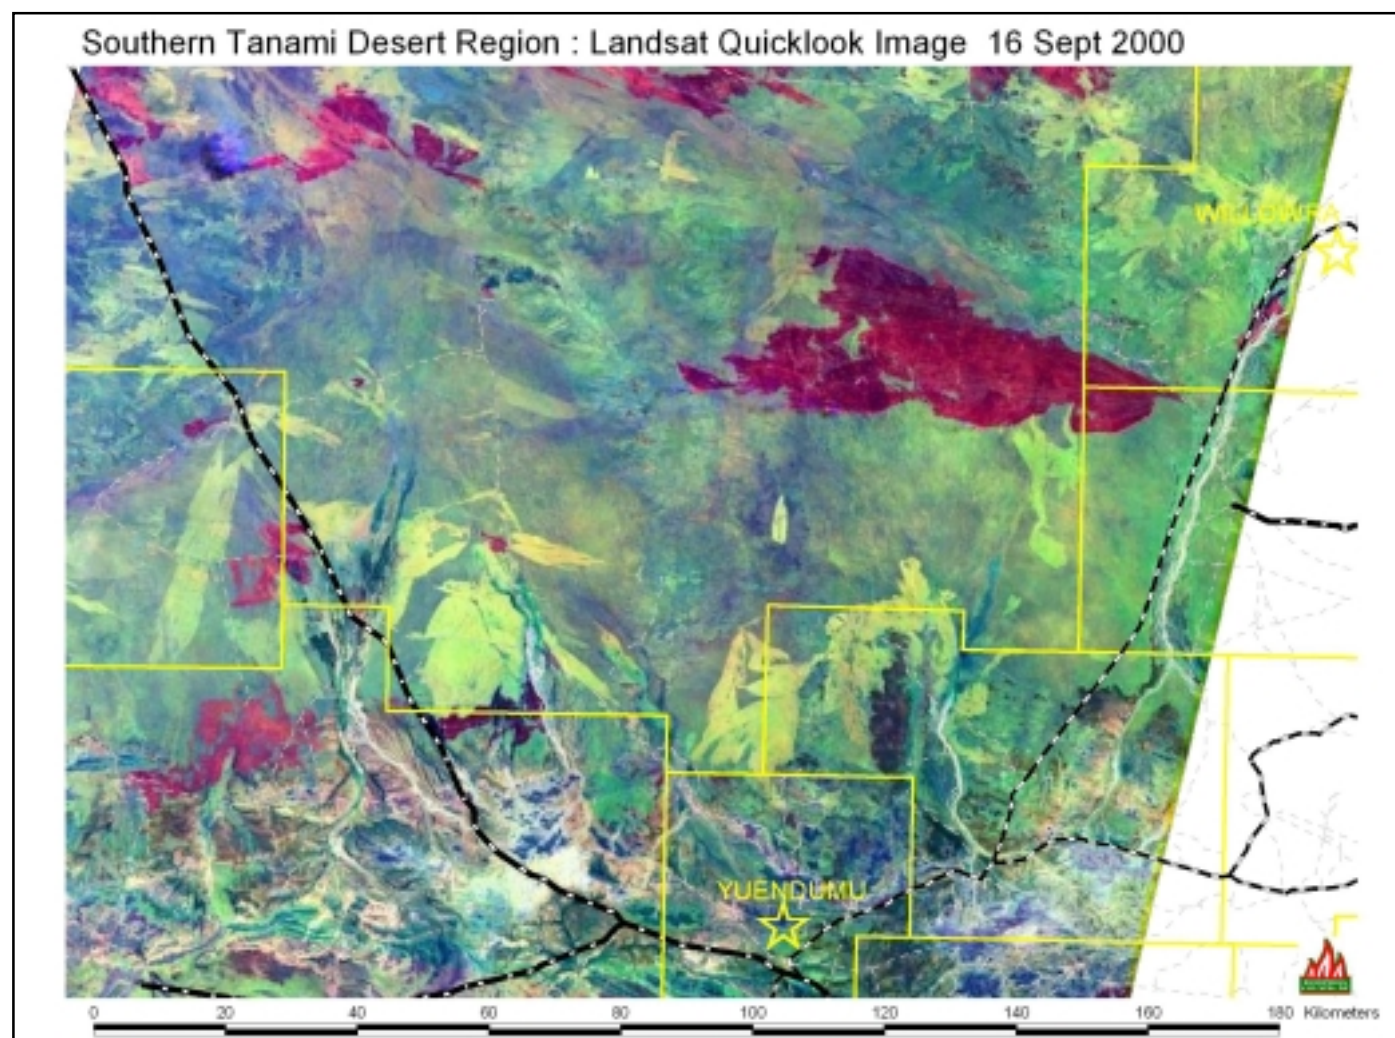 Southern Tanami Desert Region : Landsat Quicklook Image 16 Sept 2000
WILLOWRA
YUENDUMU
0 20 40 60 80 100 120 140 160 180 Kilometers